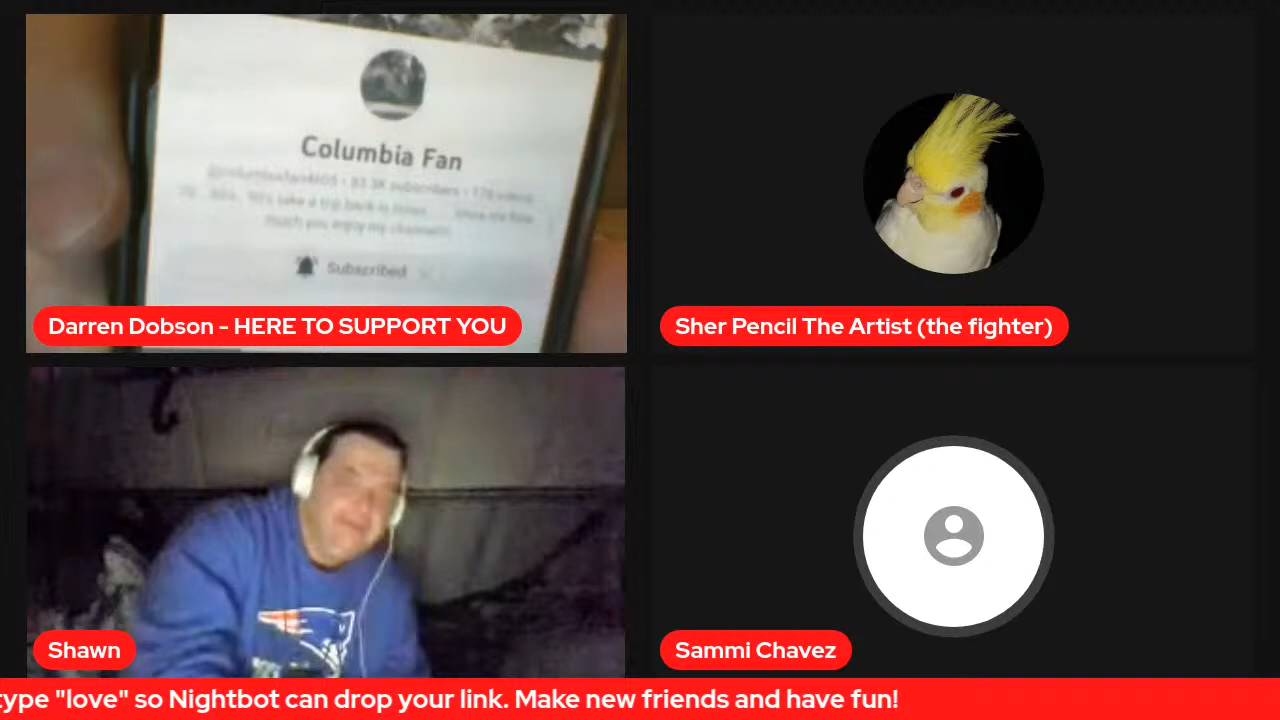 Columbia Fan
Subscribed
Darren Dobson - HERE TO SUPPORT YOU
Sher Pencil The Artist (the fighter)
Shawn
Sammi Chavez
type "love" so Nightbot can drop your link. Make new friends and have fun!